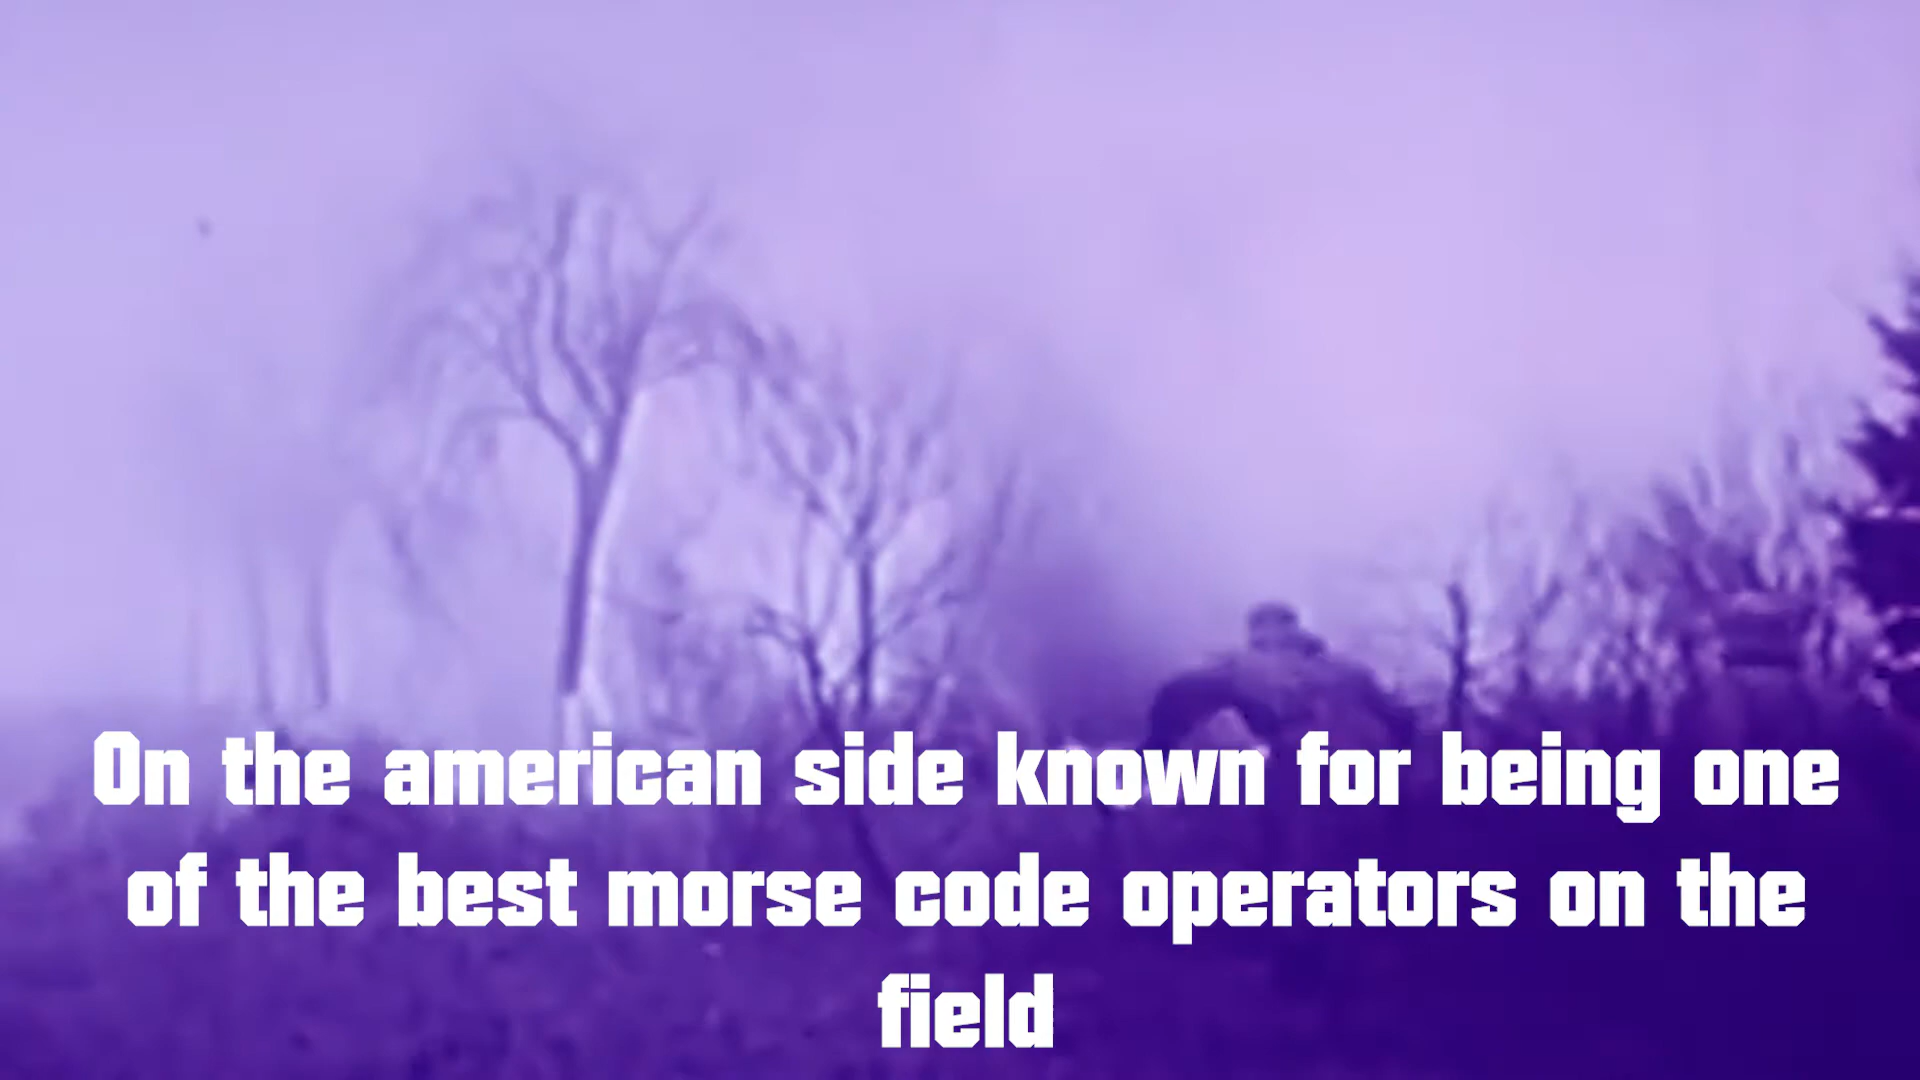 On the american side known for being one
of the best morse code operators on the
field